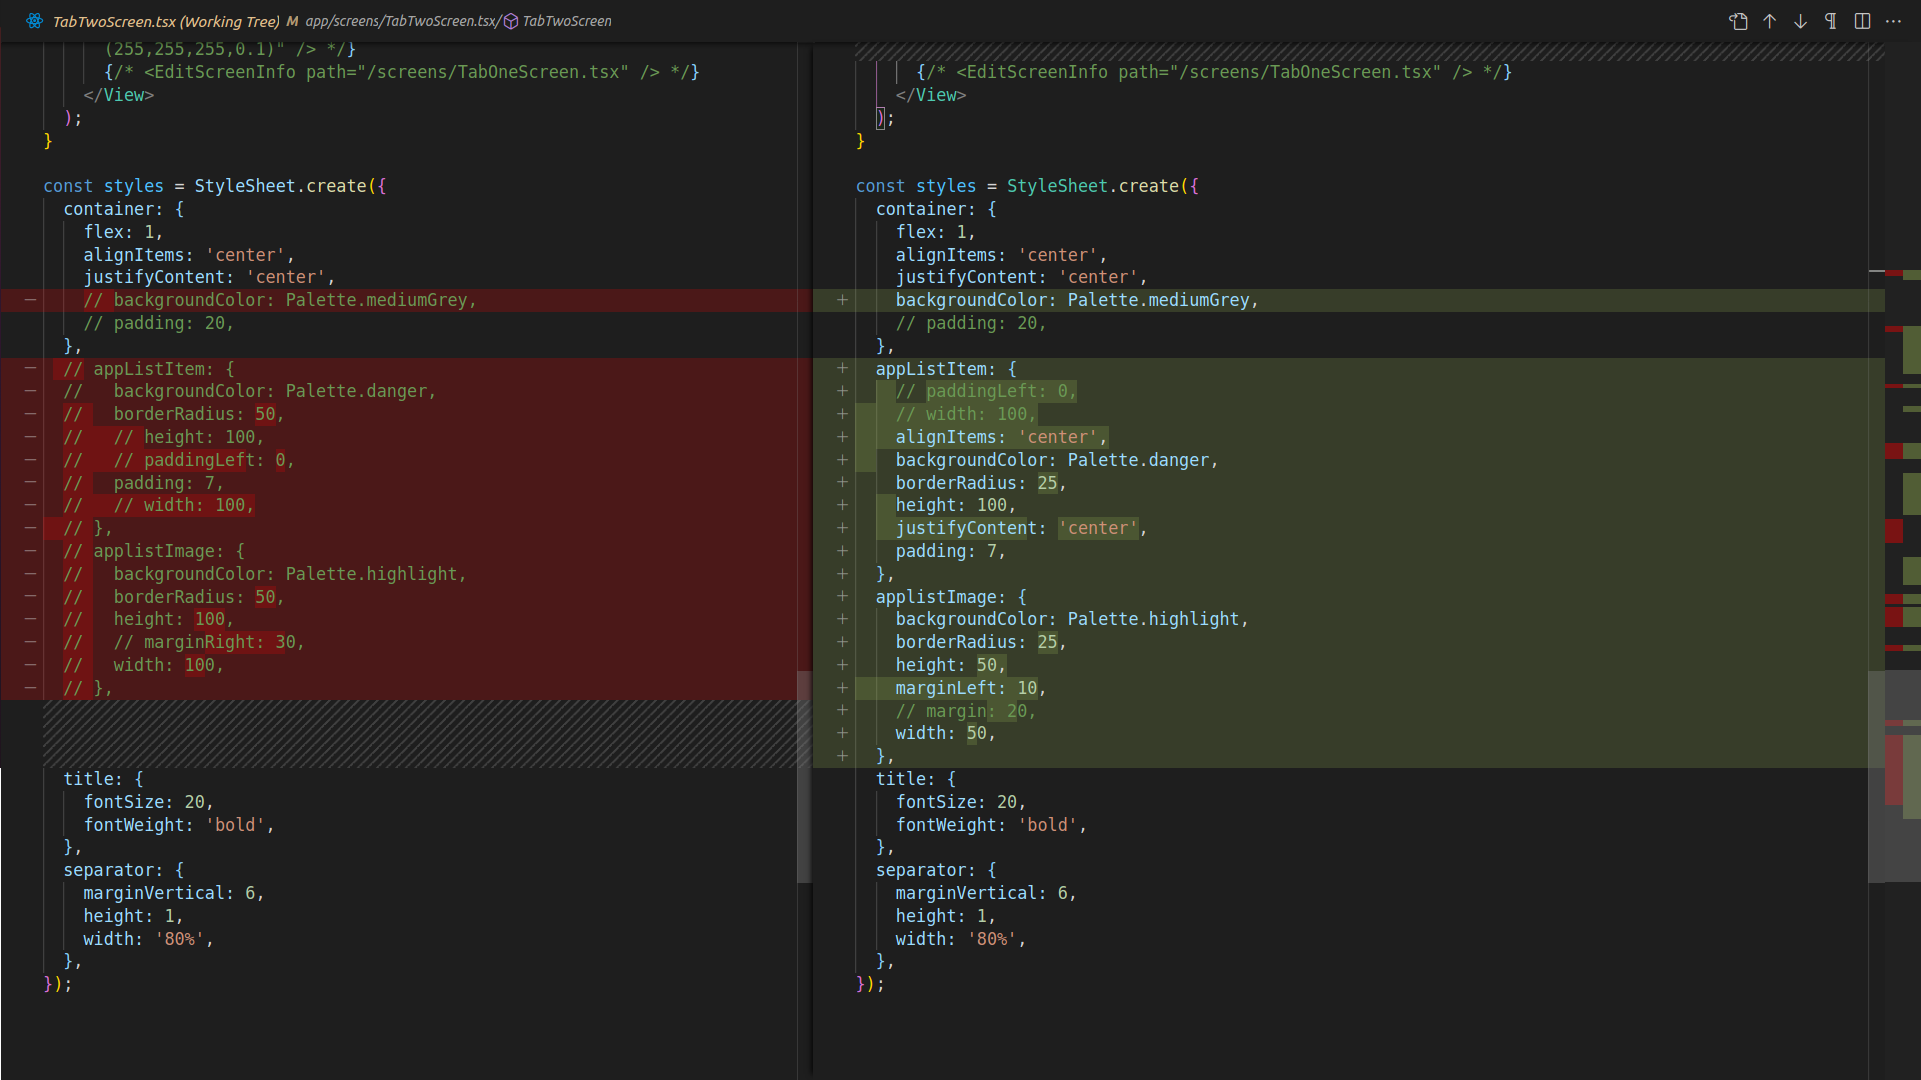 TabTwoScreen.tsx (Working Tree) M app/screens/TabTwoScreen.tsx/ TabTwoScreen
(255,255,255,0.1)" /> */}
{/* <EditScreenInfo path="/screens/TabOneScreen.tsx" /> */}
</View>
);
}
const styles = StyleSheet.create({
container: {
flex: 1,
alignItems: 'center',
justifyContent: 'center',
// backgroundColor: Palette.mediumGrey,
// padding: 20,
},
// appListItem: {
//   backgroundColor: Palette.danger,
//   borderRadius: 50,
//   // height: 100,
//   // paddingLeft: 0,
//   padding: 7,
//   // width: 100,
// },
// applistImage: {
//   backgroundColor: Palette.highlight,
//   borderRadius: 50,
//   height: 100,
//   // marginRight: 30,
//   width: 100,
// },
title: {
fontSize: 20,
fontWeight: 'bold',
},
separator: {
marginVertical: 6,
height: 1,
width: '80%',
},
});
{/* <EditScreenInfo path="/screens/TabOneScreen.tsx" /> */}
</View>
);
}
const styles = StyleSheet.create({
container: {
flex: 1,
alignItems: 'center',
justifyContent: 'center',
backgroundColor: Palette.mediumGrey,
// padding: 20,
},
appListItem: {
// paddingLeft: 0,
// width: 100,
alignItems: 'center',
backgroundColor: Palette.danger,
borderRadius: 25,
height: 100,
justifyContent: 'center',
padding: 7,
},
applistImage: {
backgroundColor: Palette.highlight,
borderRadius: 25,
height: 50,
marginLeft: 10,
// margin: 20,
width: 50,
},
title: {
fontSize: 20,
fontWeight: 'bold',
},
separator: {
marginVertical: 6,
height: 1,
width: '80%',
},
});